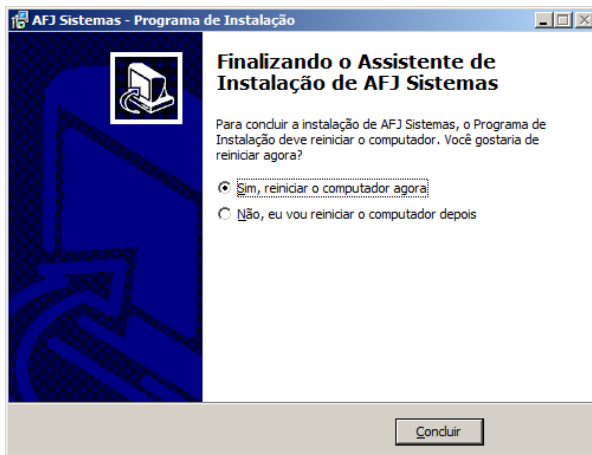 AFJ Sistemas - Programa de Instalação
Finalizando o Assistente de
Instalação de AFJ Sistemas
Para concluir a instalação de AFJ Sistemas, o Programa de
Instalação deve reiniciar o computador. Você gostaria de
reiniciar agora?
Sim, reiniciar o computador agora
Não, eu vou reiniciar o computador depois
Concluir